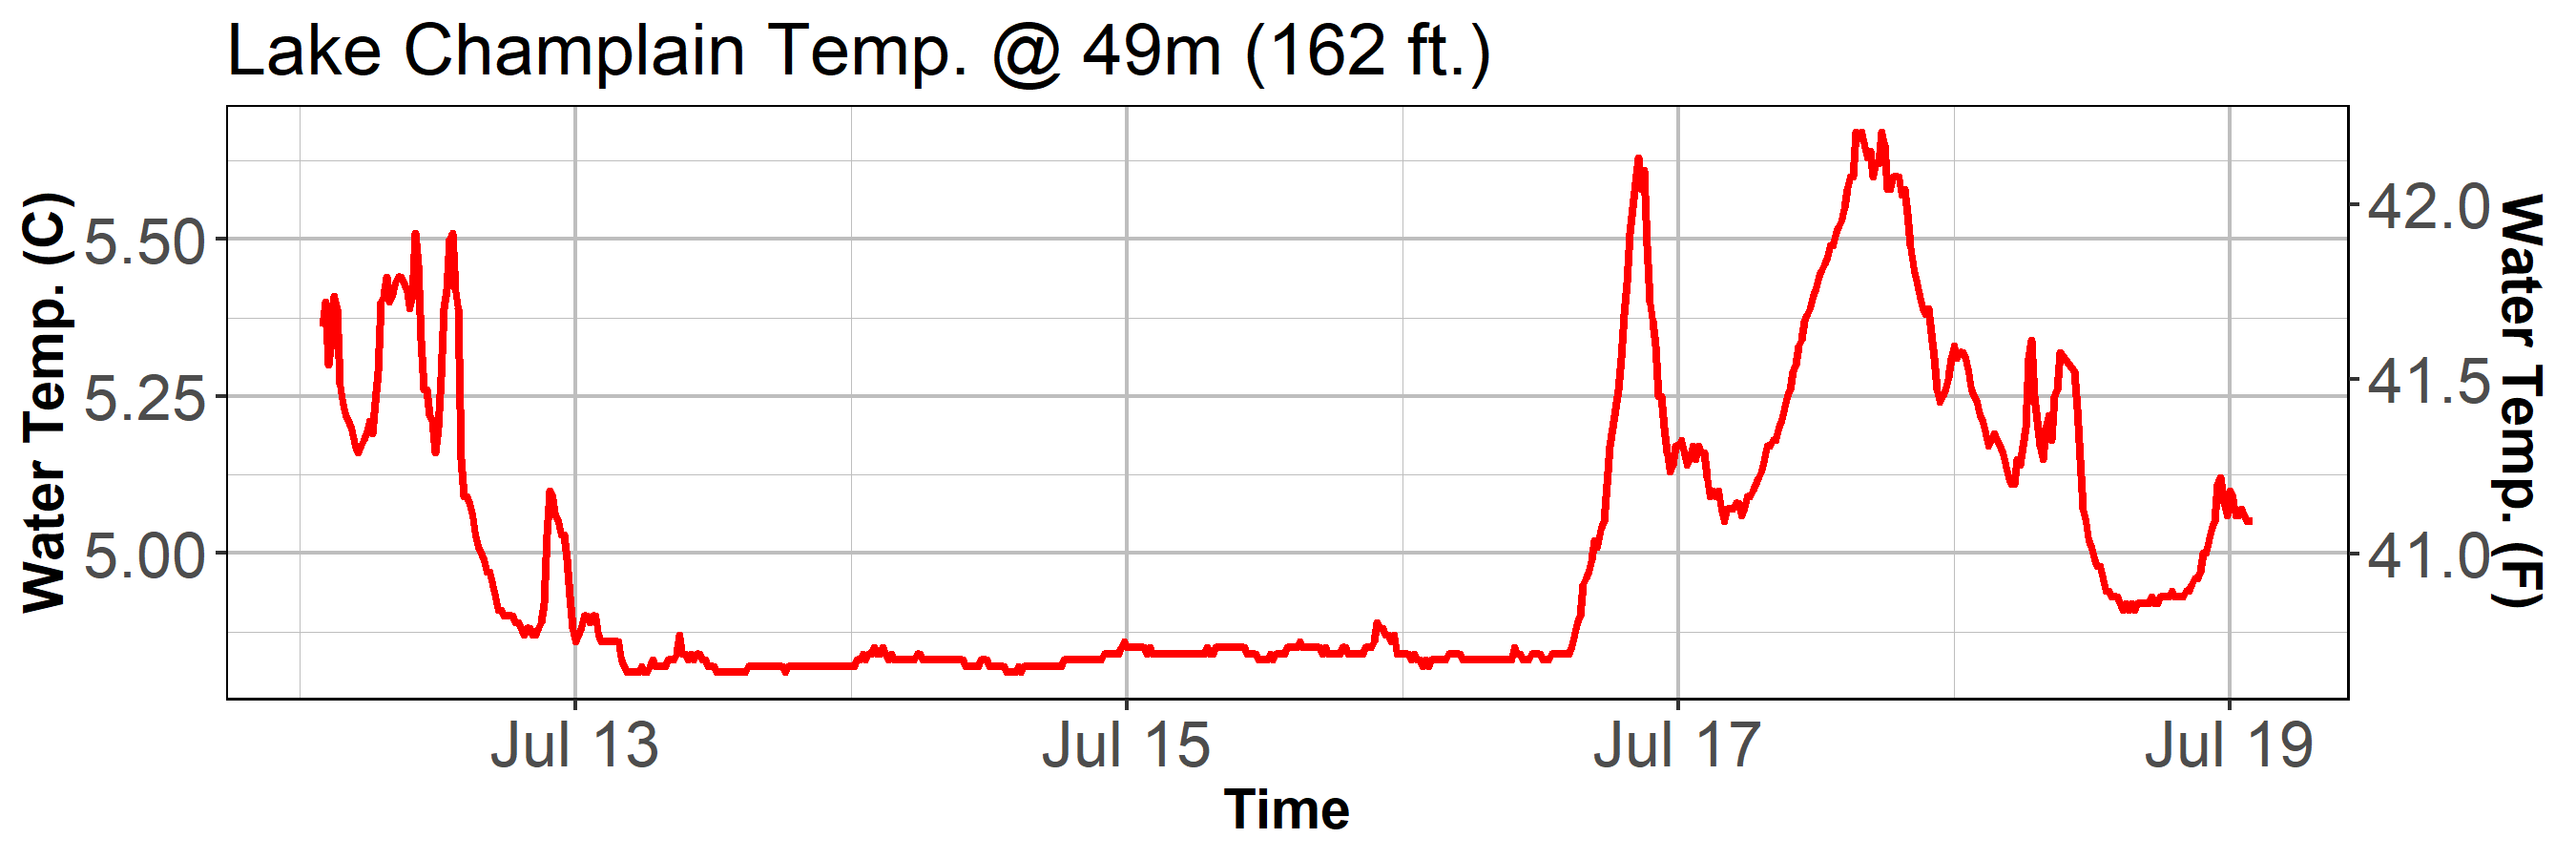 Lake Champlain Temp. @ 49m (162 ft.)
Water Temp. (C)
5.50
5.25
5.00
42.0
41.5
41.0
Water Temp. (F)
Jul 13 Jul 15 Jul 17 Jul 19
Time